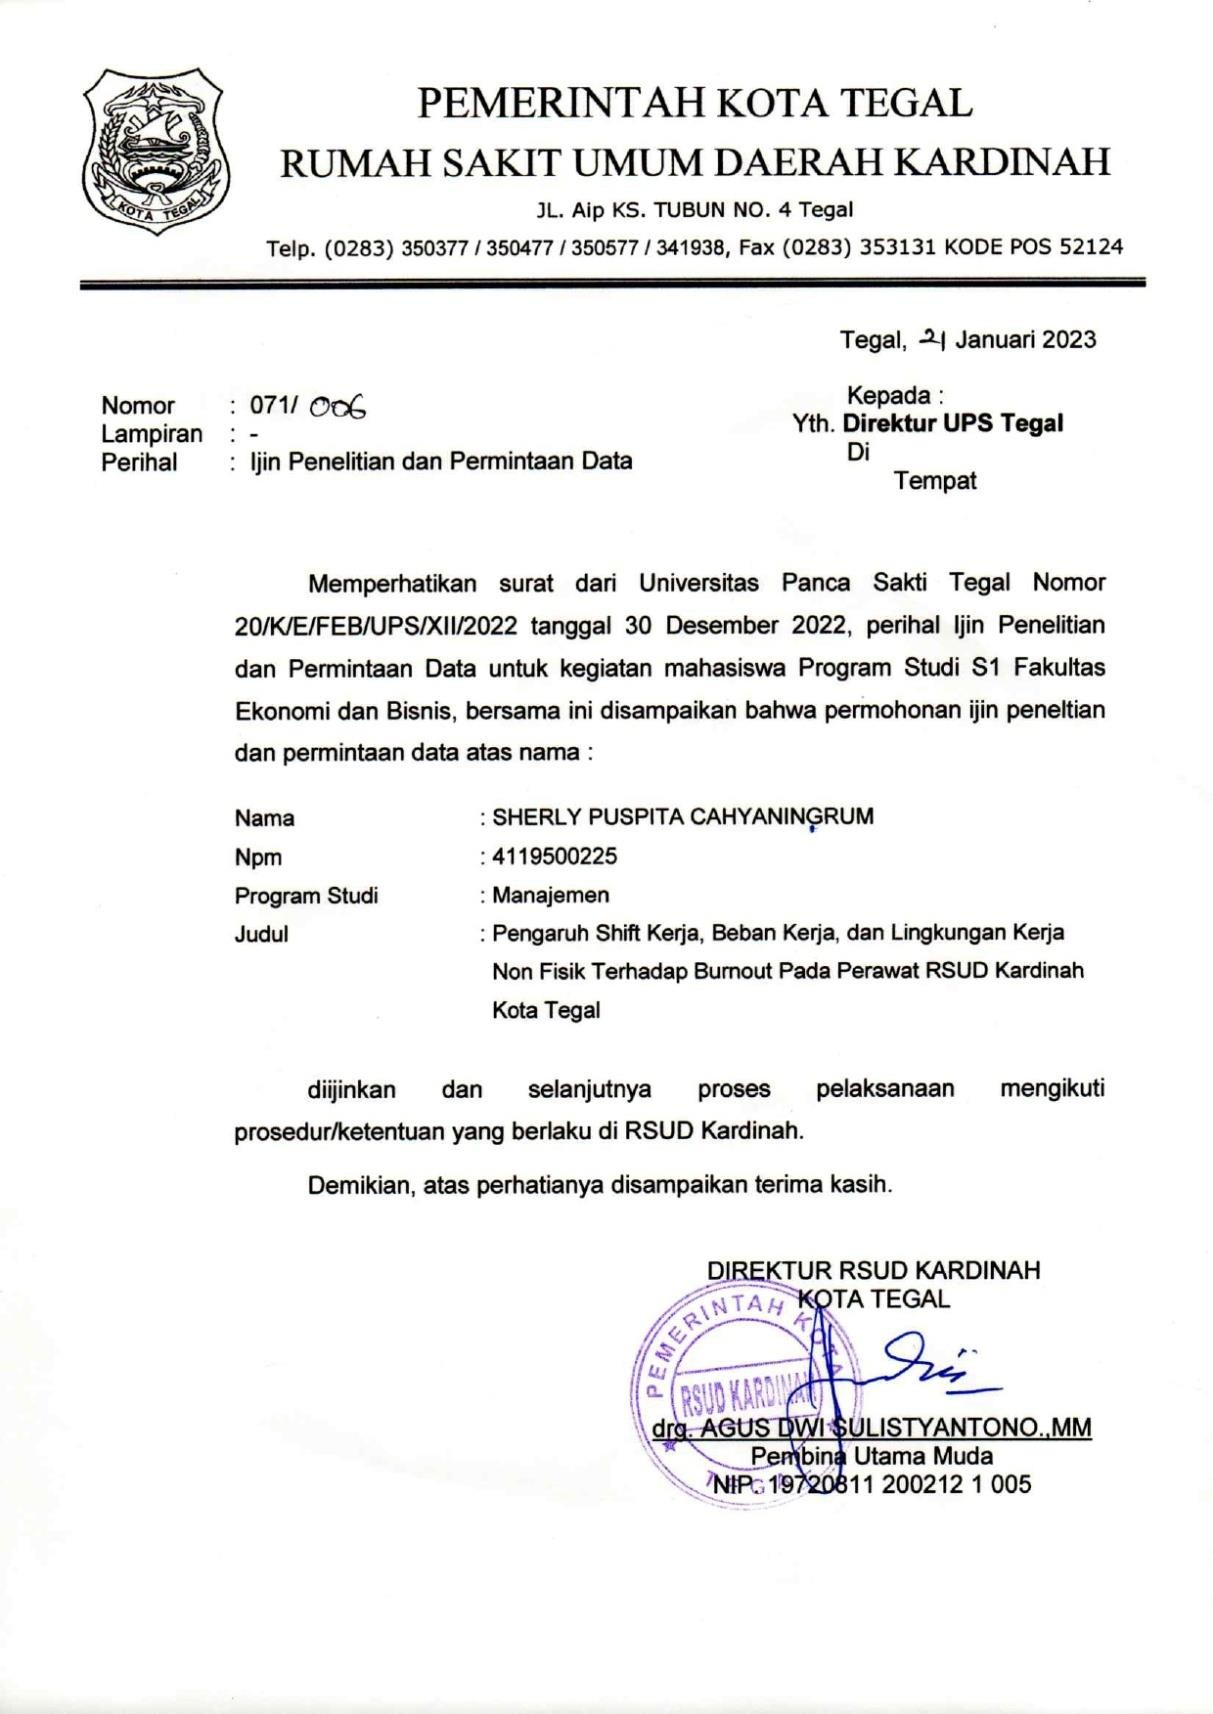 KOTA TEGAL
PEMERINTAH KOTA TEGAL
RUMAH SAKIT UMUM DAERAH KARDINAH
JL. Aip KS. TUBUN NO. 4 Tegal
Telp. (0283) 350377 / 350477 / 350577 / 341938, Fax (0283) 353131 KODE POS 52124
Tegal, 21 Januari 2023
Nomor : 071/ 006
Lampiran : -
Perihal : Ijin Penelitian dan Permintaan Data
Kepada :
Yth. Direktur UPS Tegal
Di
Tempat
Memperhatikan surat dari Universitas Panca Sakti Tegal Nomor
20/K/E/FEB/UPS/XII/2022 tanggal 30 Desember 2022, perihal Ijin Penelitian
dan Permintaan Data untuk kegiatan mahasiswa Program Studi S1 Fakultas
Ekonomi dan Bisnis, bersama ini disampaikan bahwa permohonan ijin peneltian
dan permintaan data atas nama :
Nama : SHERLY PUSPITA CAHYANINGRUM
Npm : 4119500225
Program Studi : Manajemen
Judul : Pengaruh Shift Kerja, Beban Kerja, dan Lingkungan Kerja
Non Fisik Terhadap Burnout Pada Perawat RSUD Kardinah
Kota Tegal
diijinkan dan selanjutnya proses pelaksanaan mengikuti
prosedur/ketentuan yang berlaku di RSUD Kardinah.
Demikian, atas perhatianya disampaikan terima kasih.
DIREKTUR RSUD KARDINAH
KOTA TEGAL
PEMERINTAH KOTA
RSUD KARDINAH
TEGAL
drg. AGUS DWI SULISTYANTONO.,MM
Pembina Utama Muda
NIP. 19720811 200212 1 005